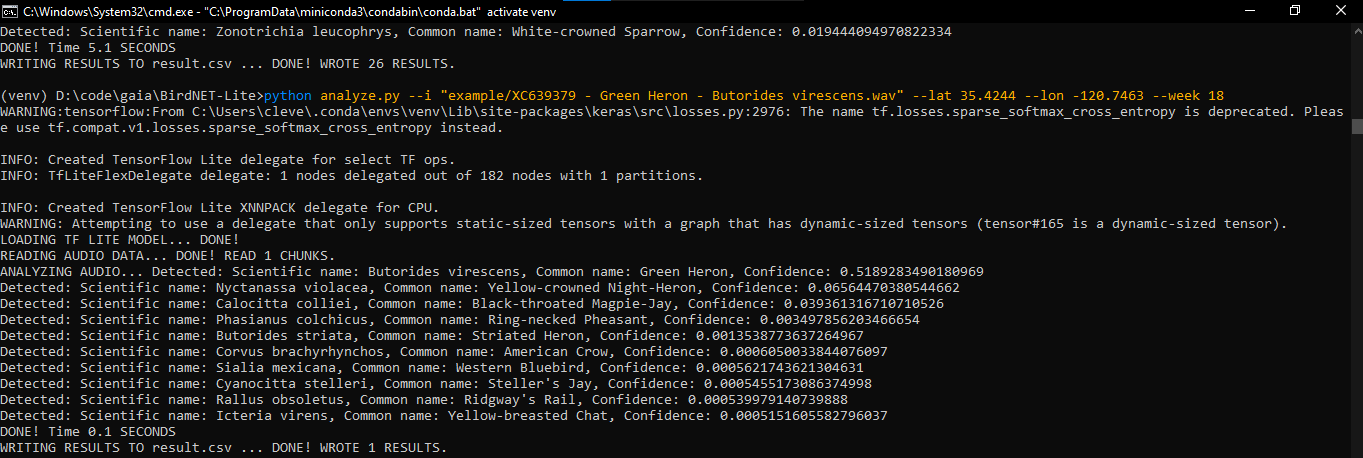 C:\Windows\System32\cmd.exe - "C:\ProgramData\miniconda3\condabin\conda.bat" activate venv
Detected: Scientific name: Zonotrichia leucophrys, Common name: White-crowned Sparrow, Confidence: 0.019444094970822334
DONE! Time 5.1 SECONDS
WRITING RESULTS TO result.csv ... DONE! WROTE 26 RESULTS.
(venv) D:\code\gaia\BirdNET-Lite>python analyze.py --i "example/XC639379 - Green Heron - Butorides virescens.wav" --lat 35.4244 --lon -120.7463 --week 18
WARNING:tensorflow:From C:\Users\cleve\.conda\envs\venv\Lib\site-packages\keras\src\losses.py:2976: The name tf.losses.sparse_softmax_cross_entropy is deprecated. Pleas
e use tf.compat.v1.losses.sparse_softmax_cross_entropy instead.
INFO: Created TensorFlow Lite delegate for select TF ops.
INFO: TfLiteFlexDelegate delegate: 1 nodes delegated out of 182 nodes with 1 partitions.
INFO: Created TensorFlow Lite XNNPACK delegate for CPU.
WARNING: Attempting to use a delegate that only supports static-sized tensors with a graph that has dynamic-sized tensors (tensor#165 is a dynamic-sized tensor).
LOADING TF LITE MODEL... DONE!
READING AUDIO DATA... DONE! READ 1 CHUNKS.
ANALYZING AUDIO... Detected: Scientific name: Butorides virescens, Common name: Green Heron, Confidence: 0.5189283490180969
Detected: Scientific name: Nyctanassa violacea, Common name: Yellow-crowned Night-Heron, Confidence: 0.06564470380544662
Detected: Scientific name: Calocitta colliei, Common name: Black-throated Magpie-Jay, Confidence: 0.039361316710710526
Detected: Scientific name: Phasianus colchicus, Common name: Ring-necked Pheasant, Confidence: 0.003497856203466654
Detected: Scientific name: Butorides striata, Common name: Striated Heron, Confidence: 0.0013538773637264967
Detected: Scientific name: Corvus brachyrhynchos, Common name: American Crow, Confidence: 0.0006050033844076097
Detected: Scientific name: Sialia mexicana, Common name: Western Bluebird, Confidence: 0.0005621743621304631
Detected: Scientific name: Cyanocitta stelleri, Common name: Steller's Jay, Confidence: 0.0005455173086374998
Detected: Scientific name: Rallus obsoletus, Common name: Ridgway's Rail, Confidence: 0.000539979140739888
Detected: Scientific name: Icteria virens, Common name: Yellow-breasted Chat, Confidence: 0.0005151605582796037
DONE! Time 0.1 SECONDS
WRITING RESULTS TO result.csv ... DONE! WROTE 1 RESULTS.